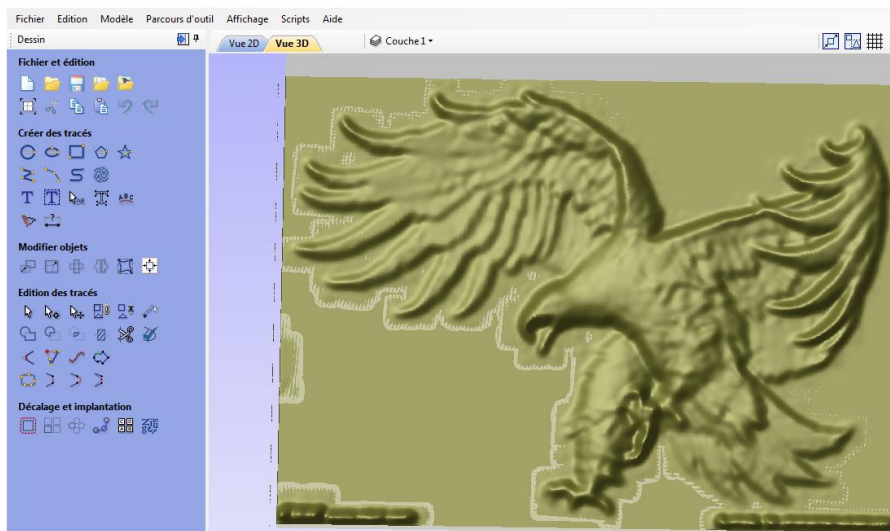 Fichier Edition Modèle Parcours d'outil Affichage Scripts Aide
Dessin
Vue 2D Vue 3D Couche 1
Fichier et édition
Créer des tracés
Modifier objets
Edition des tracés
Décalage et implantation